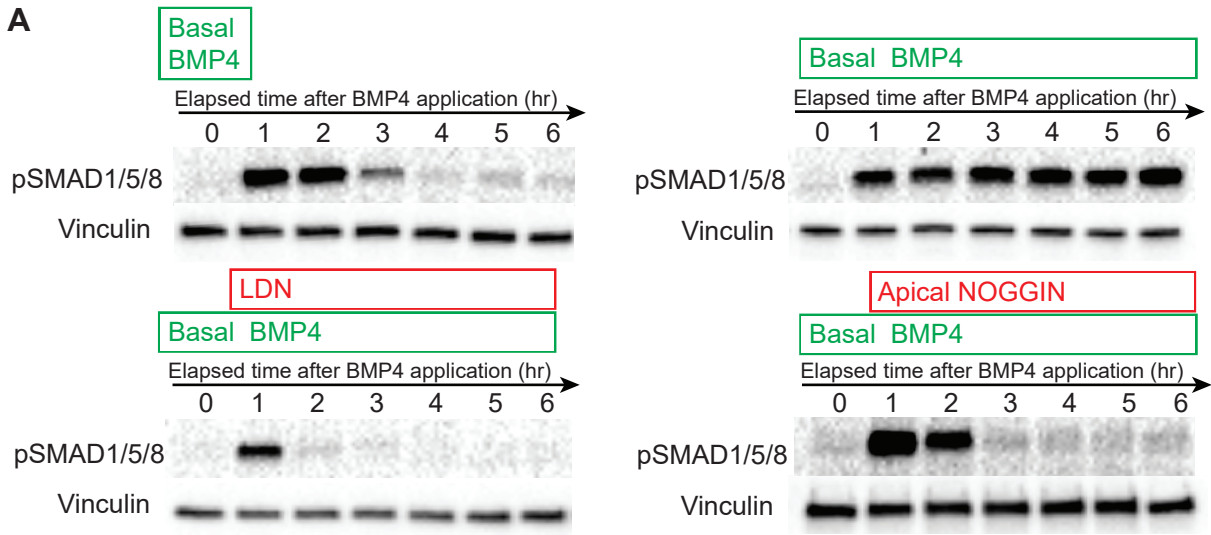 A
Basal
BMP4
Elapsed time after BMP4 application (hr)
0 1 2 3 4 5 6
pSMAD1/5/8
Vinculin
Basal BMP4
Elapsed time after BMP4 application (hr)
0 1 2 3 4 5 6
pSMAD1/5/8
Vinculin
LDN
Basal BMP4
Elapsed time after BMP4 application (hr)
0 1 2 3 4 5 6
pSMAD1/5/8
Vinculin
Apical NOGGIN
Basal BMP4
Elapsed time after BMP4 application (hr)
0 1 2 3 4 5 6
pSMAD1/5/8
Vinculin